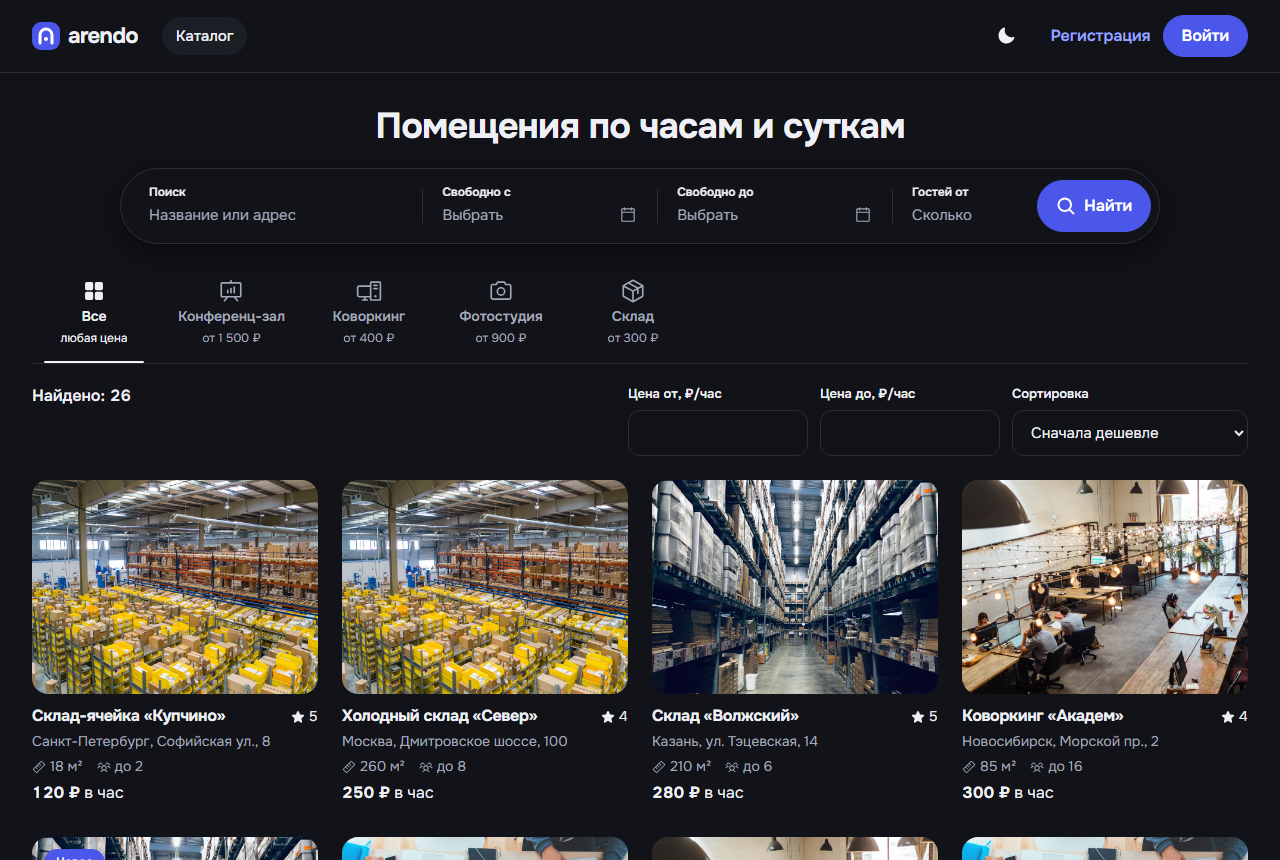 arendo
Каталог
Регистрация
Войти
Помещения по часам и суткам
Поиск
Название или адрес
Свободно с
Выбрать
Свободно до
Выбрать
Гостей от
Сколько
Найти
Все
любая цена
Конференц-зал
от 1 500 ₽
Коворкинг
от 400 ₽
Фотостудия
от 900 ₽
Склад
от 300 ₽
Найдено: 26
Цена от, ₽/час
Цена до, ₽/час
Сортировка
Сначала дешевле
Склад-ячейка «Купчино» 5
Санкт-Петербург, Софийская ул., 8
18 м² до 2
120 ₽ в час
Холодный склад «Север» 4
Москва, Дмитровское шоссе, 100
260 м² до 8
250 ₽ в час
Склад «Волжский» 5
Казань, ул. Тэцевская, 14
210 м² до 6
280 ₽ в час
Коворкинг «Академ» 4
Новосибирск, Морской пр., 2
85 м² до 16
300 ₽ в час